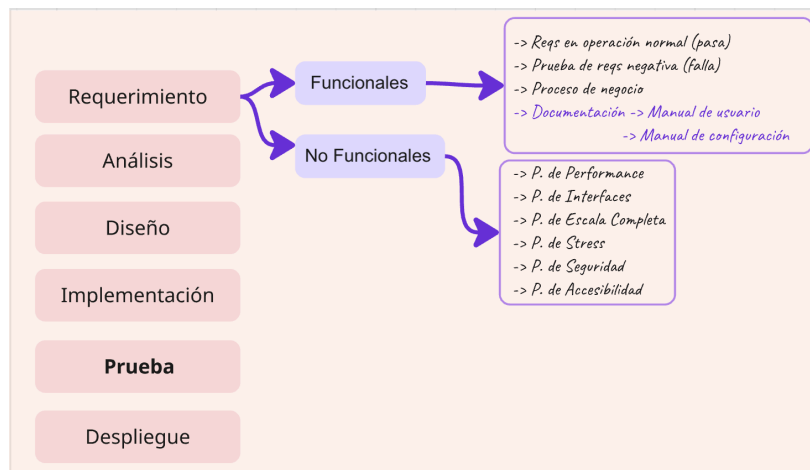 Requerimiento
Análisis
Diseño
Implementación
Prueba
Despliegue
Funcionales
No Funcionales
-> Reqs en operación normal (pasa)
-> Prueba de reqs negativa (falla)
-> Proceso de negocio
-> Documentación -> Manual de usuario
-> Manual de configuración
-> P. de Performance
-> P. de Interfaces
-> P. de Escala Completa
-> P. de Stress
-> P. de Seguridad
-> P. de Accesibilidad